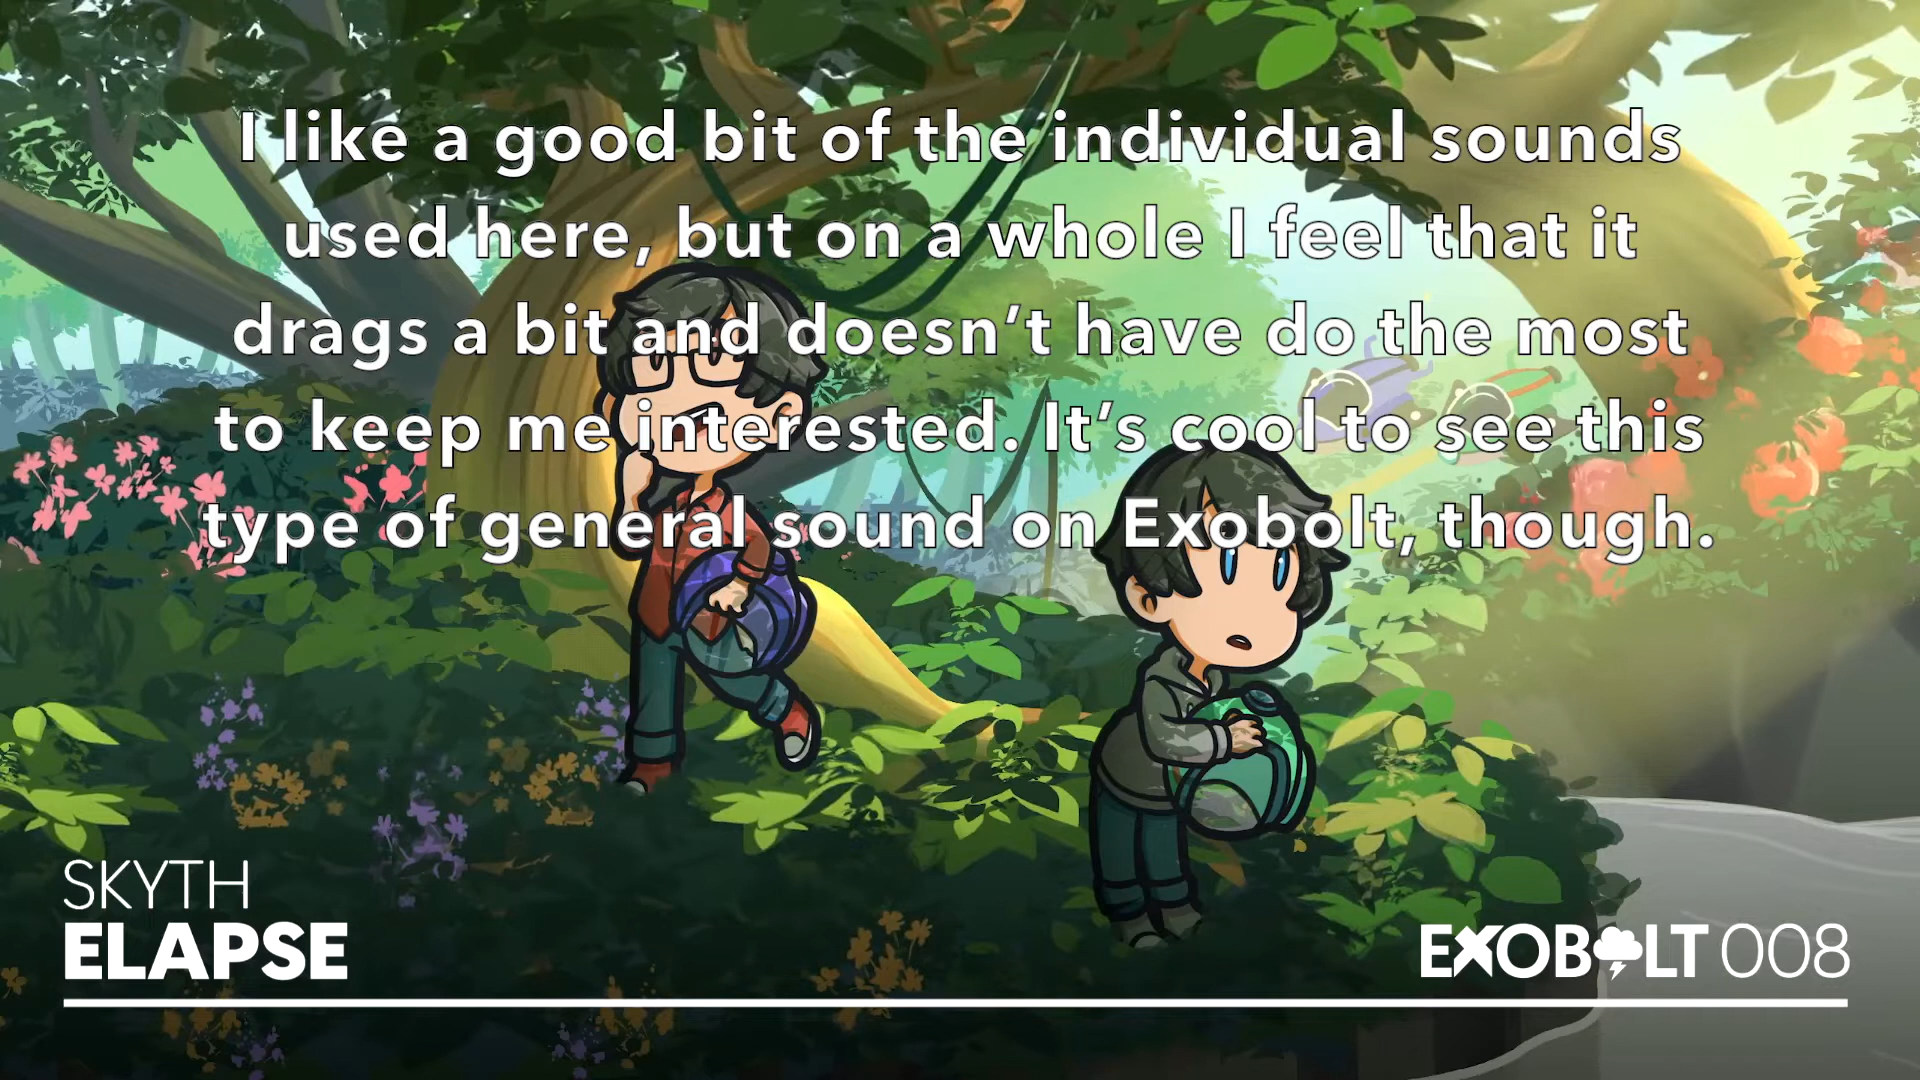 I like a good bit of the individual sounds
used here, but on a whole I feel that it
drags a bit and doesn’t have do the most
to keep me interested. It’s cool to see this
type of general sound on Exobolt, though.
SKYTH
ELAPSE
EXOBOLT 008